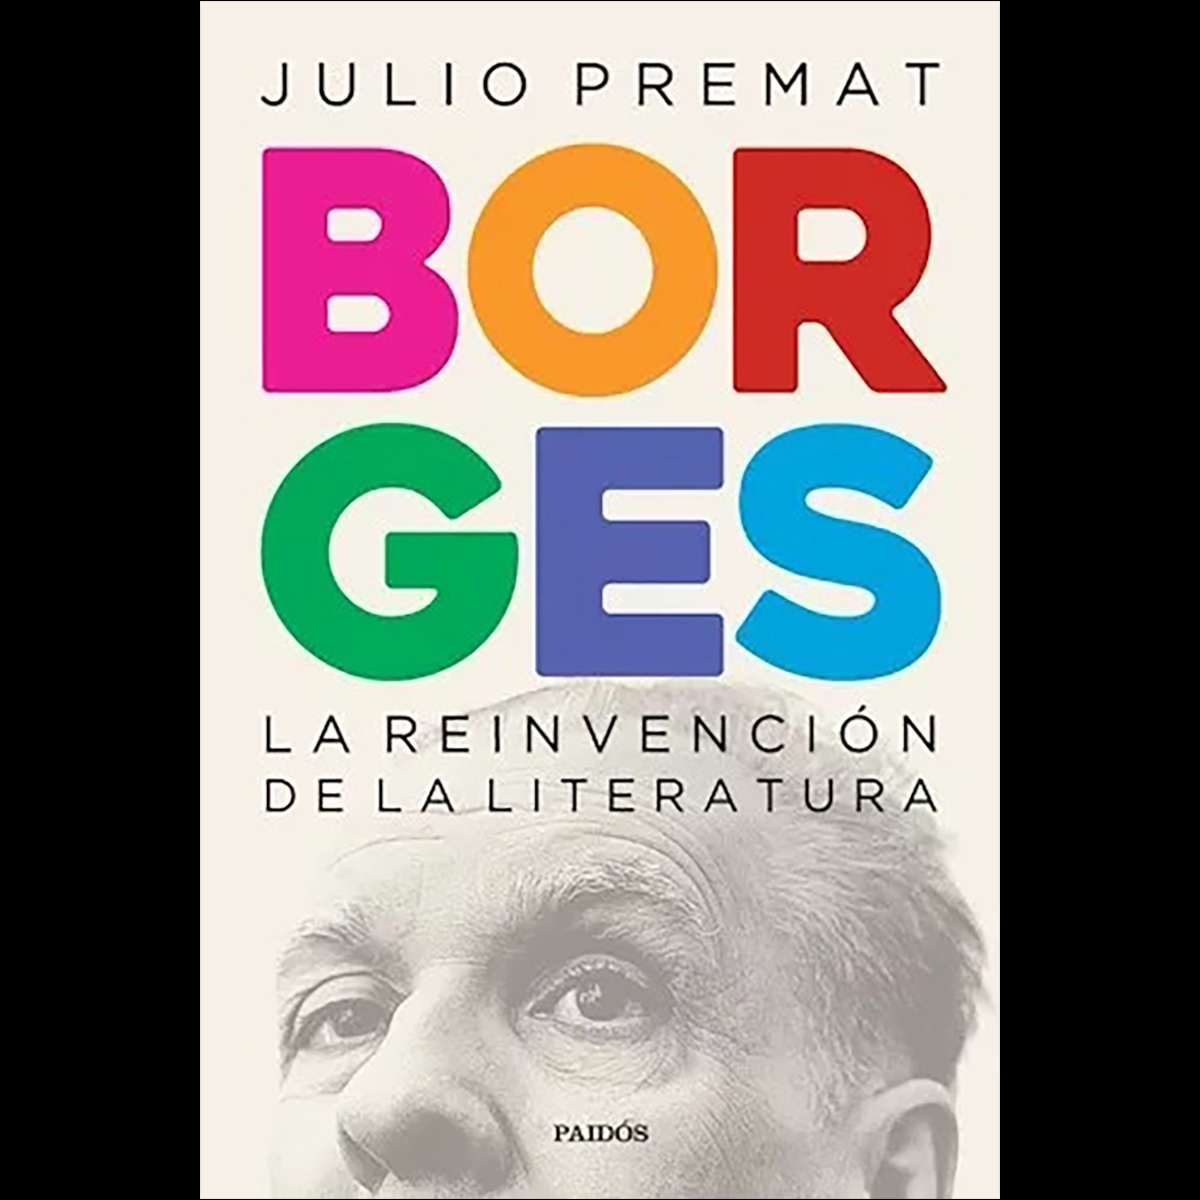 JULIO PREMAT
BOR
GES
LA REINVENCIÓN
DE LA LITERATURA
PAIDÓS